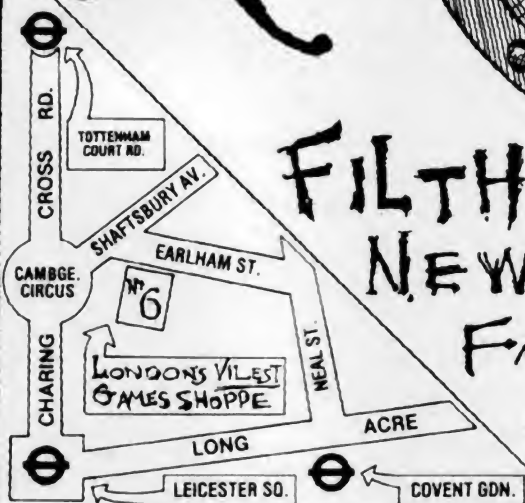 CROSS RD.
TOTTENHAM
COURT RD.
SHAFTSBURY AV.
EARLHAM ST.
CAMBGE.
CIRCUS
Nº6
LONDONS VILEST
GAMES SHOPPE
NEAL ST.
CHARING
LONG ACRE
LEICESTER SQ.
COVENT GDN.
FILTH
NEW
FA